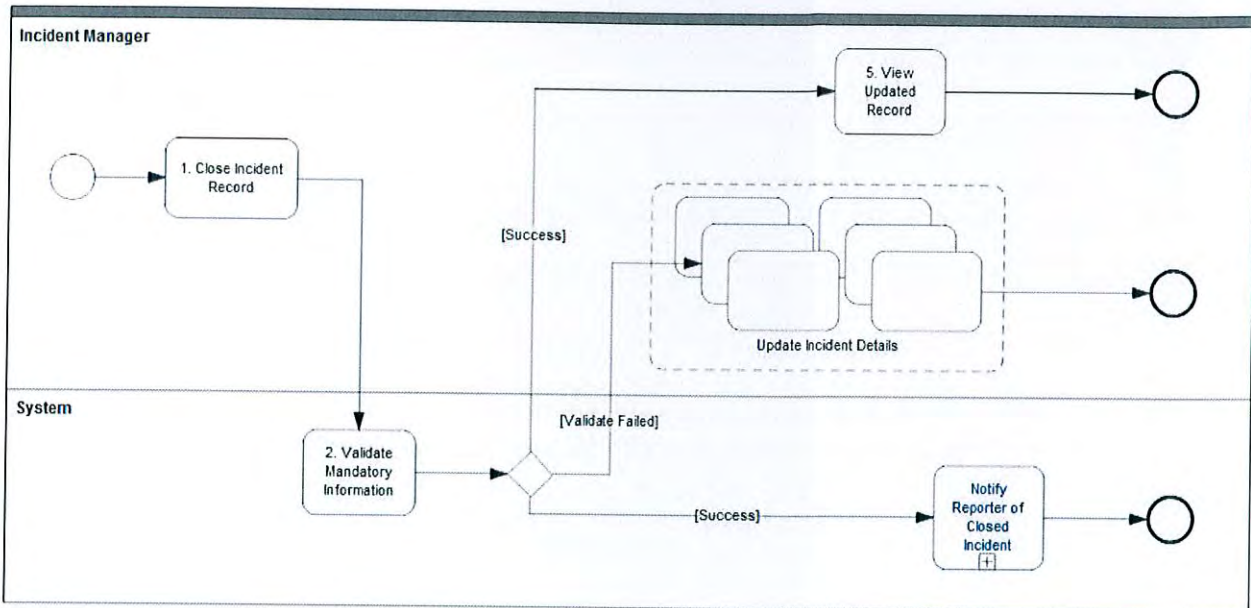 Incident Manager
5. View
Updated
Record
1. Close Incident
Record
[Success]
Update Incident Details
System
[Validate Failed]
2. Validate
Mandatory
Information
[Success]
Notify
Reporter of
Closed
Incident